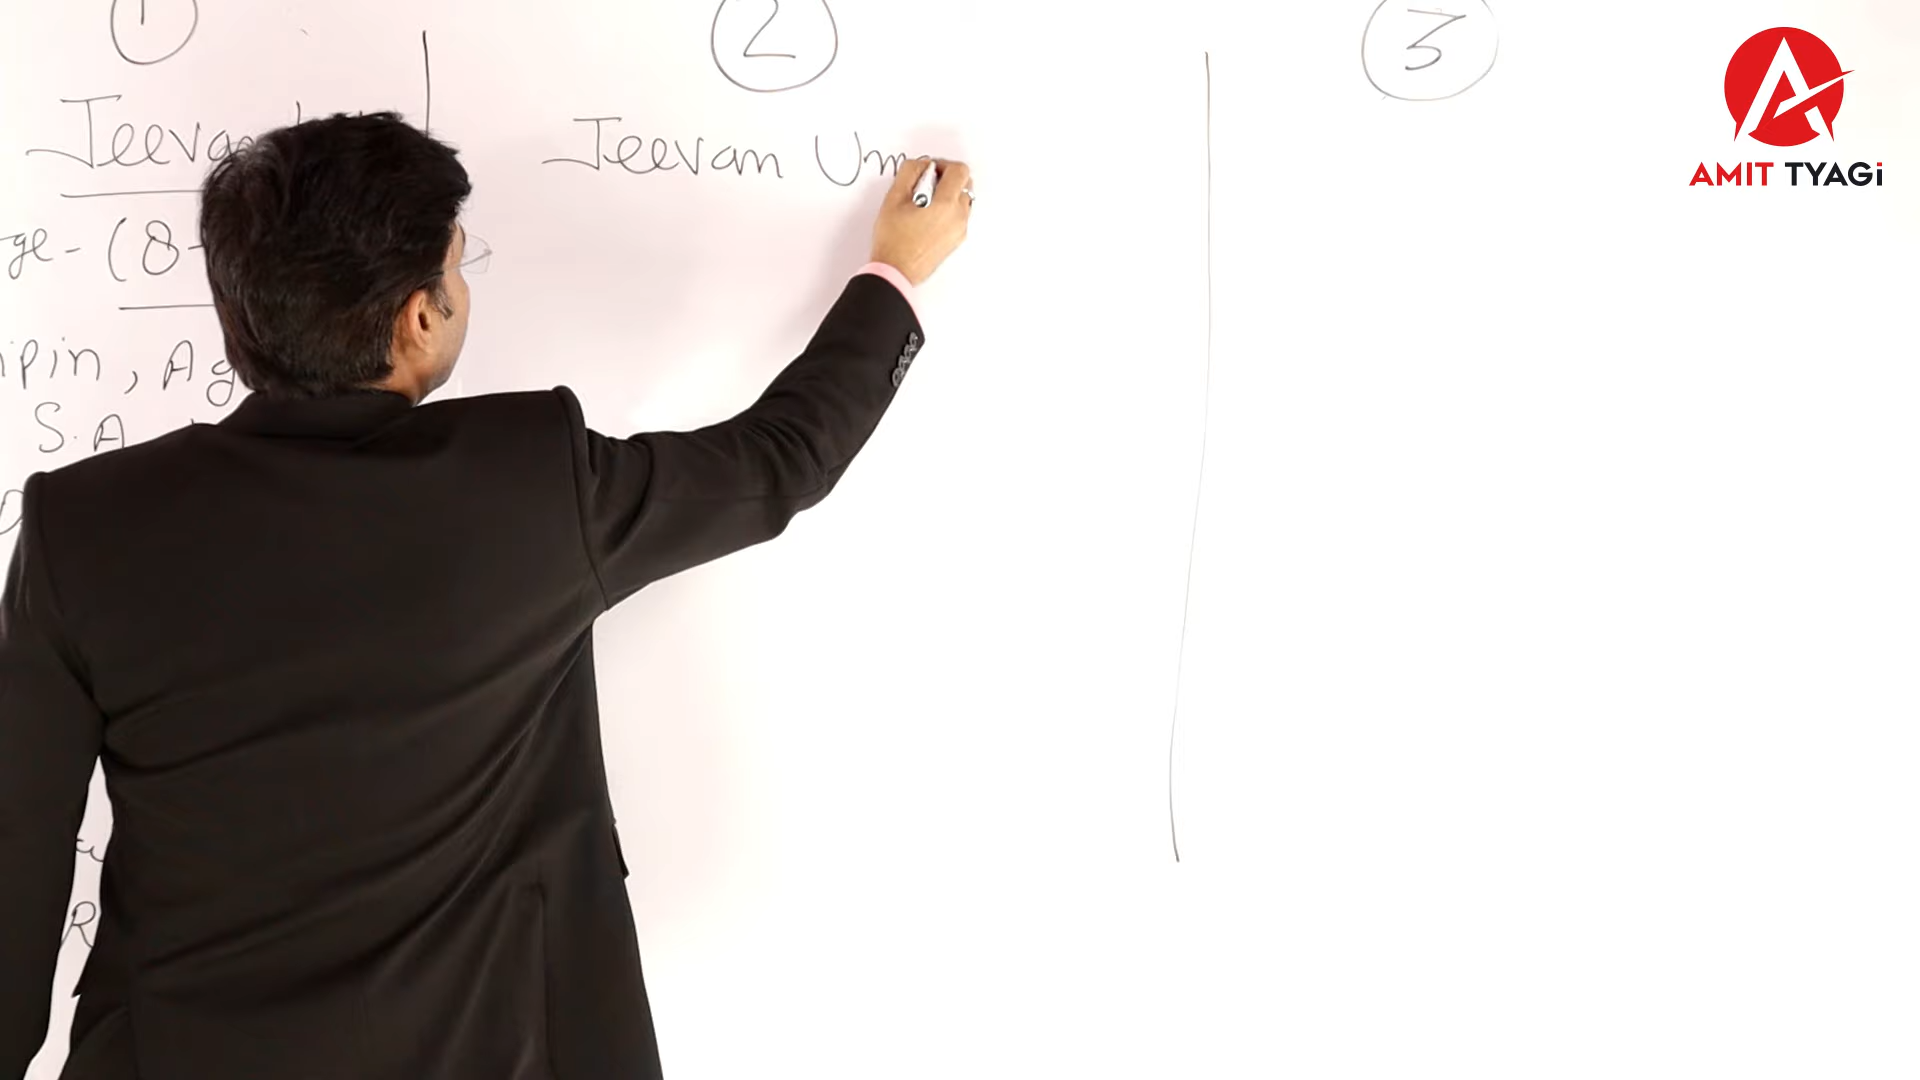 1
Jeevan
ge - (8-
ipin, Ag
S.A
R
2
Jeevan Uma
3
AMIT TYAGi